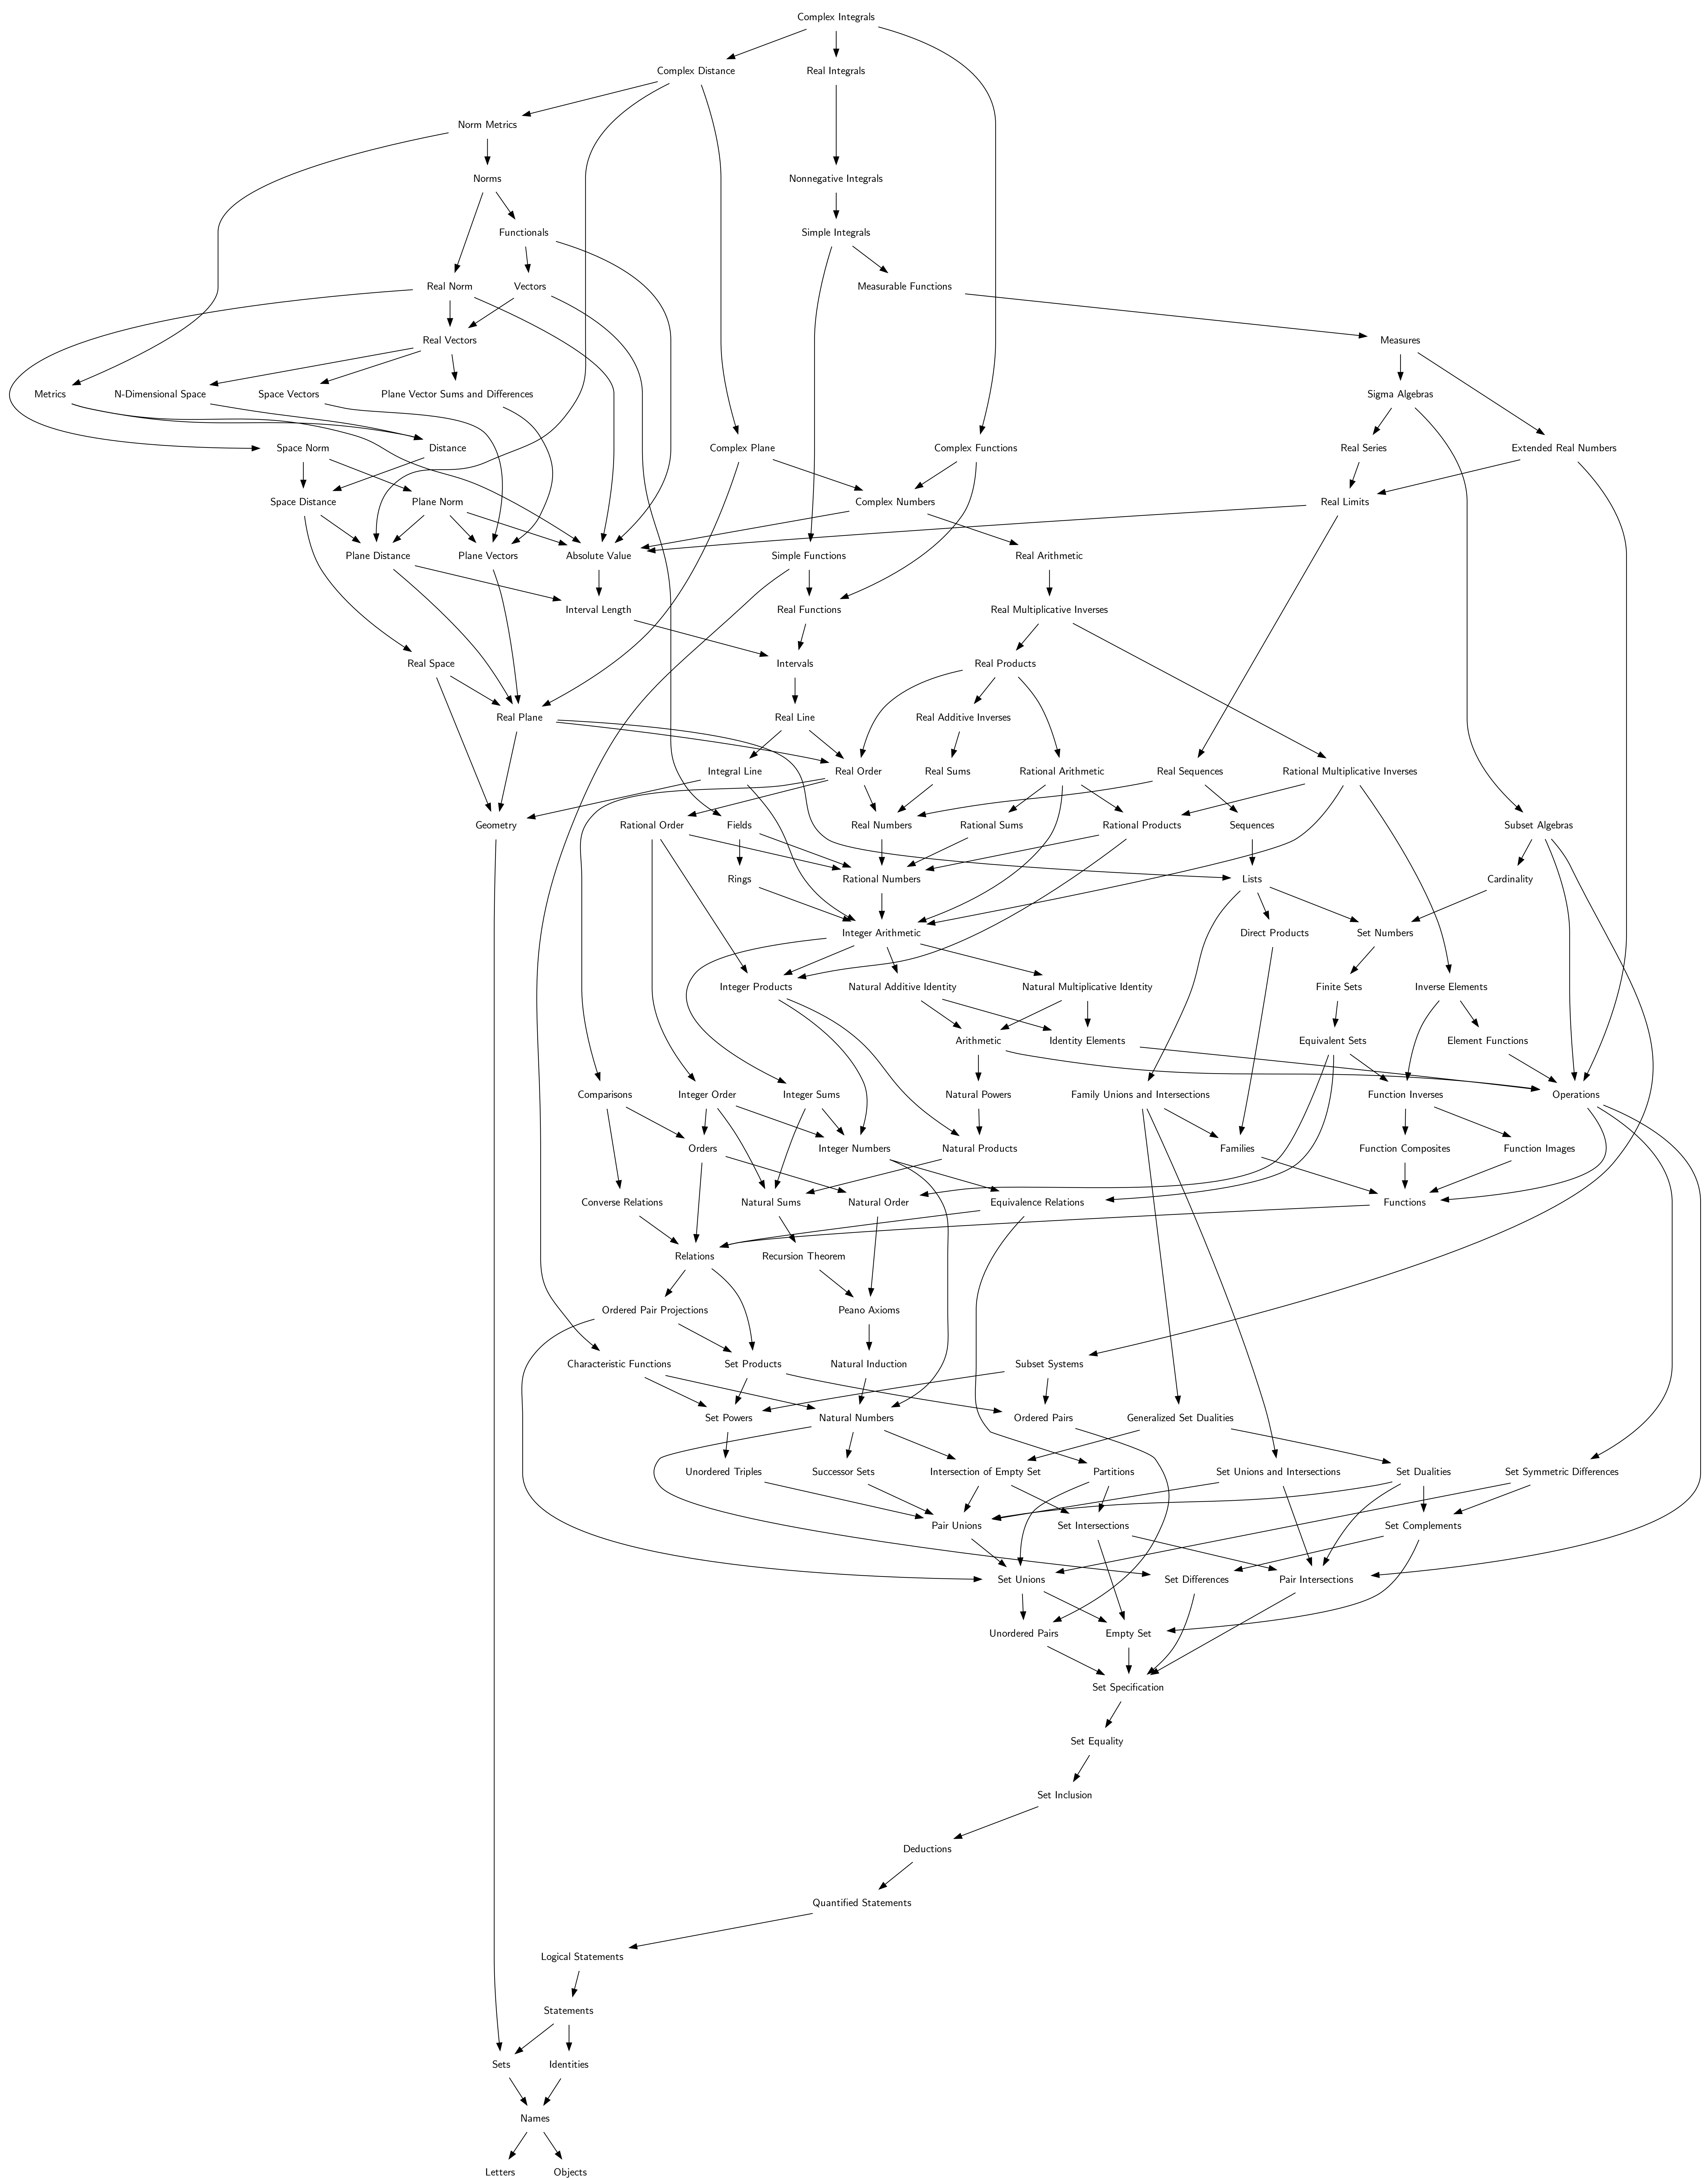 Complex Integrals
Complex Distance
Real Integrals
Norm Metrics
Norms
Nonnegative Integrals
Functionals
Simple Integrals
Real Norm
Vectors
Measurable Functions
Real Vectors
Measures
Metrics
N-Dimensional Space
Space Vectors
Plane Vector Sums and Differences
Sigma Algebras
Space Norm
Distance
Complex Plane
Complex Functions
Real Series
Extended Real Numbers
Space Distance
Plane Norm
Complex Numbers
Real Limits
Plane Distance
Plane Vectors
Absolute Value
Simple Functions
Real Arithmetic
Interval Length
Real Functions
Real Multiplicative Inverses
Real Space
Intervals
Real Products
Real Plane
Real Line
Real Additive Inverses
Integral Line
Real Order
Real Sums
Rational Arithmetic
Real Sequences
Rational Multiplicative Inverses
Geometry
Rational Order
Fields
Real Numbers
Rational Sums
Rational Products
Sequences
Subset Algebras
Rings
Rational Numbers
Lists
Cardinality
Integer Arithmetic
Direct Products
Set Numbers
Integer Products
Natural Additive Identity
Natural Multiplicative Identity
Finite Sets
Inverse Elements
Arithmetic
Identity Elements
Equivalent Sets
Element Functions
Comparisons
Integer Order
Integer Sums
Natural Powers
Family Unions and Intersections
Function Inverses
Operations
Orders
Integer Numbers
Natural Products
Families
Function Composites
Function Images
Converse Relations
Natural Sums
Natural Order
Equivalence Relations
Functions
Relations
Recursion Theorem
Ordered Pair Projections
Peano Axioms
Characteristic Functions
Set Products
Natural Induction
Subset Systems
Set Powers
Natural Numbers
Ordered Pairs
Generalized Set Dualities
Unordered Triples
Successor Sets
Intersection of Empty Set
Partitions
Set Unions and Intersections
Set Dualities
Set Symmetric Differences
Pair Unions
Set Intersections
Set Complements
Set Unions
Set Differences
Pair Intersections
Unordered Pairs
Empty Set
Set Specification
Set Equality
Set Inclusion
Deductions
Quantified Statements
Logical Statements
Statements
Sets
Identities
Names
Letters
Objects